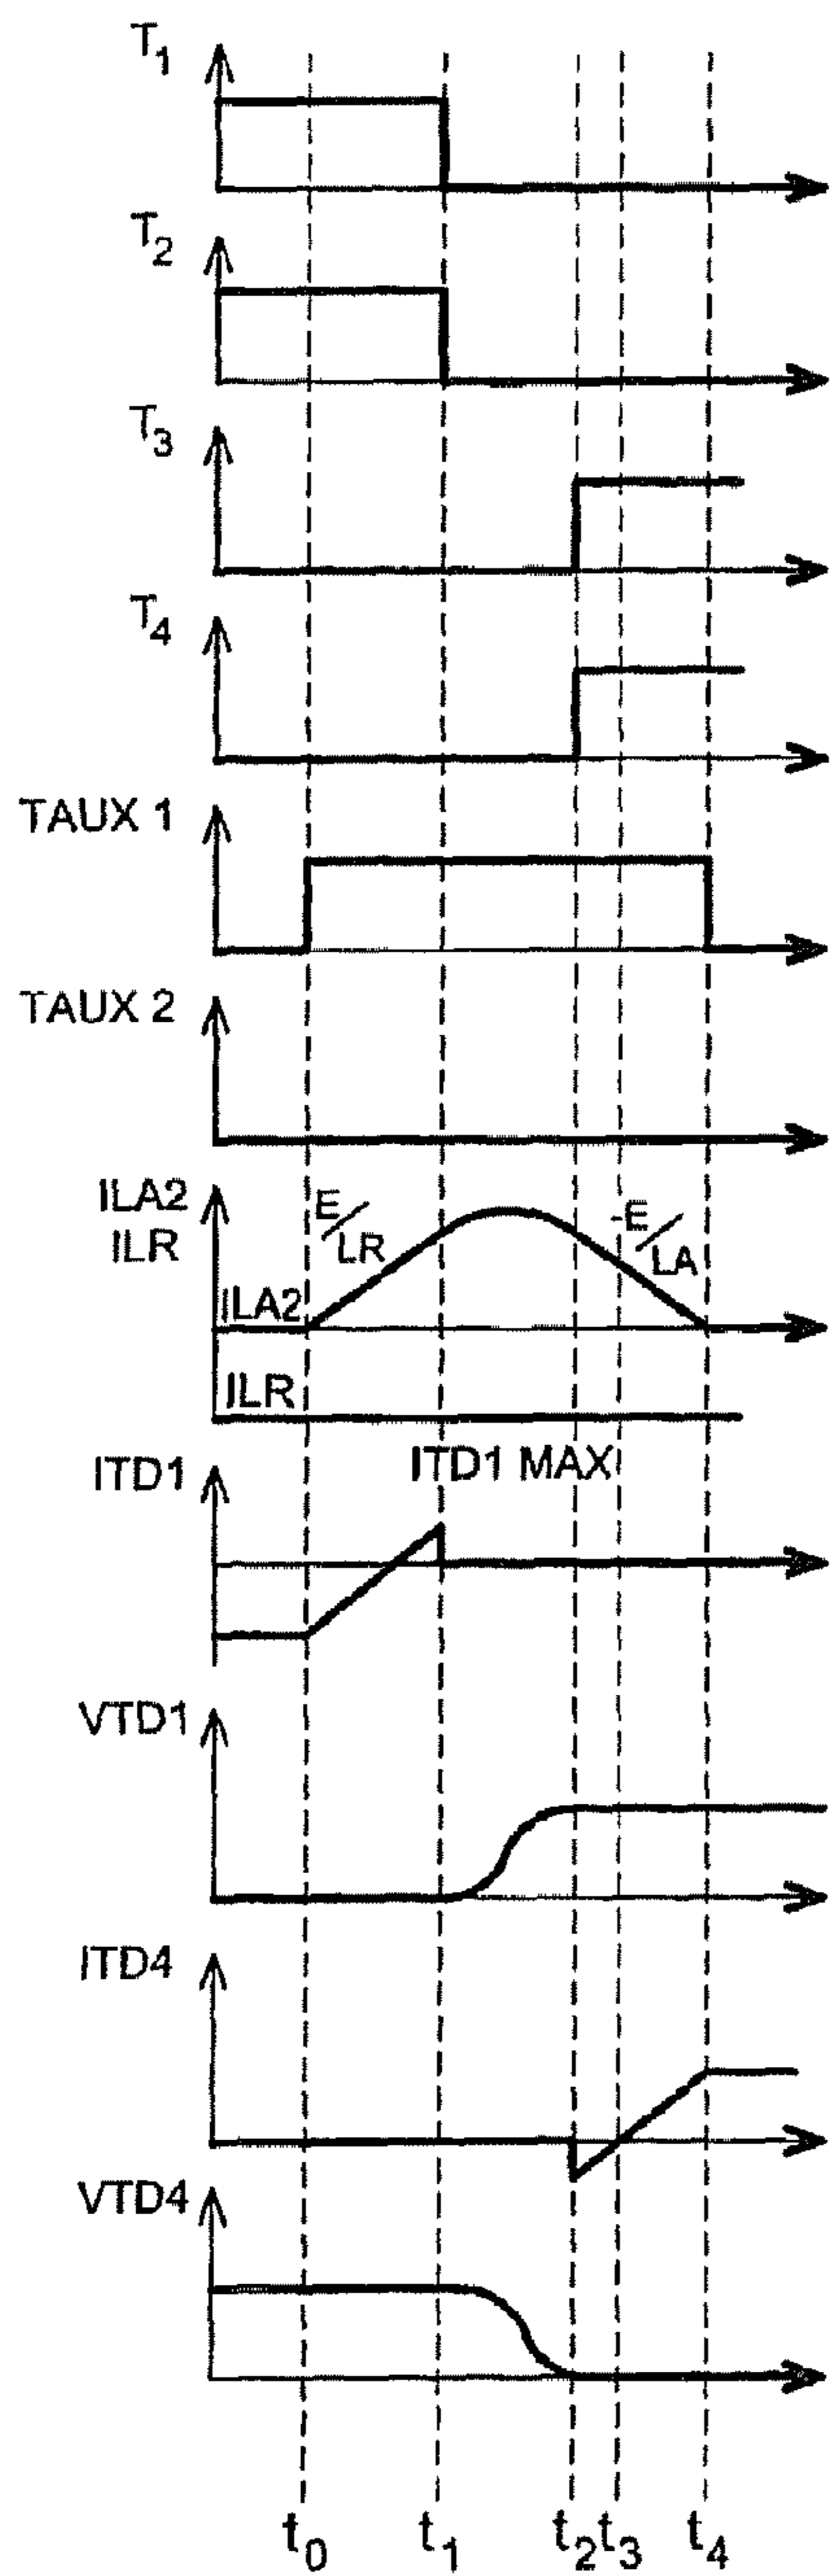 T1
T2
T3
T4
TAUX 1
TAUX 2
ILA2
ILR
E/LR
-E/LA
ILA2
ILR
ITD1
ITD1 MAX
VTD1
ITD4
VTD4
t0 t1 t2 t3 t4